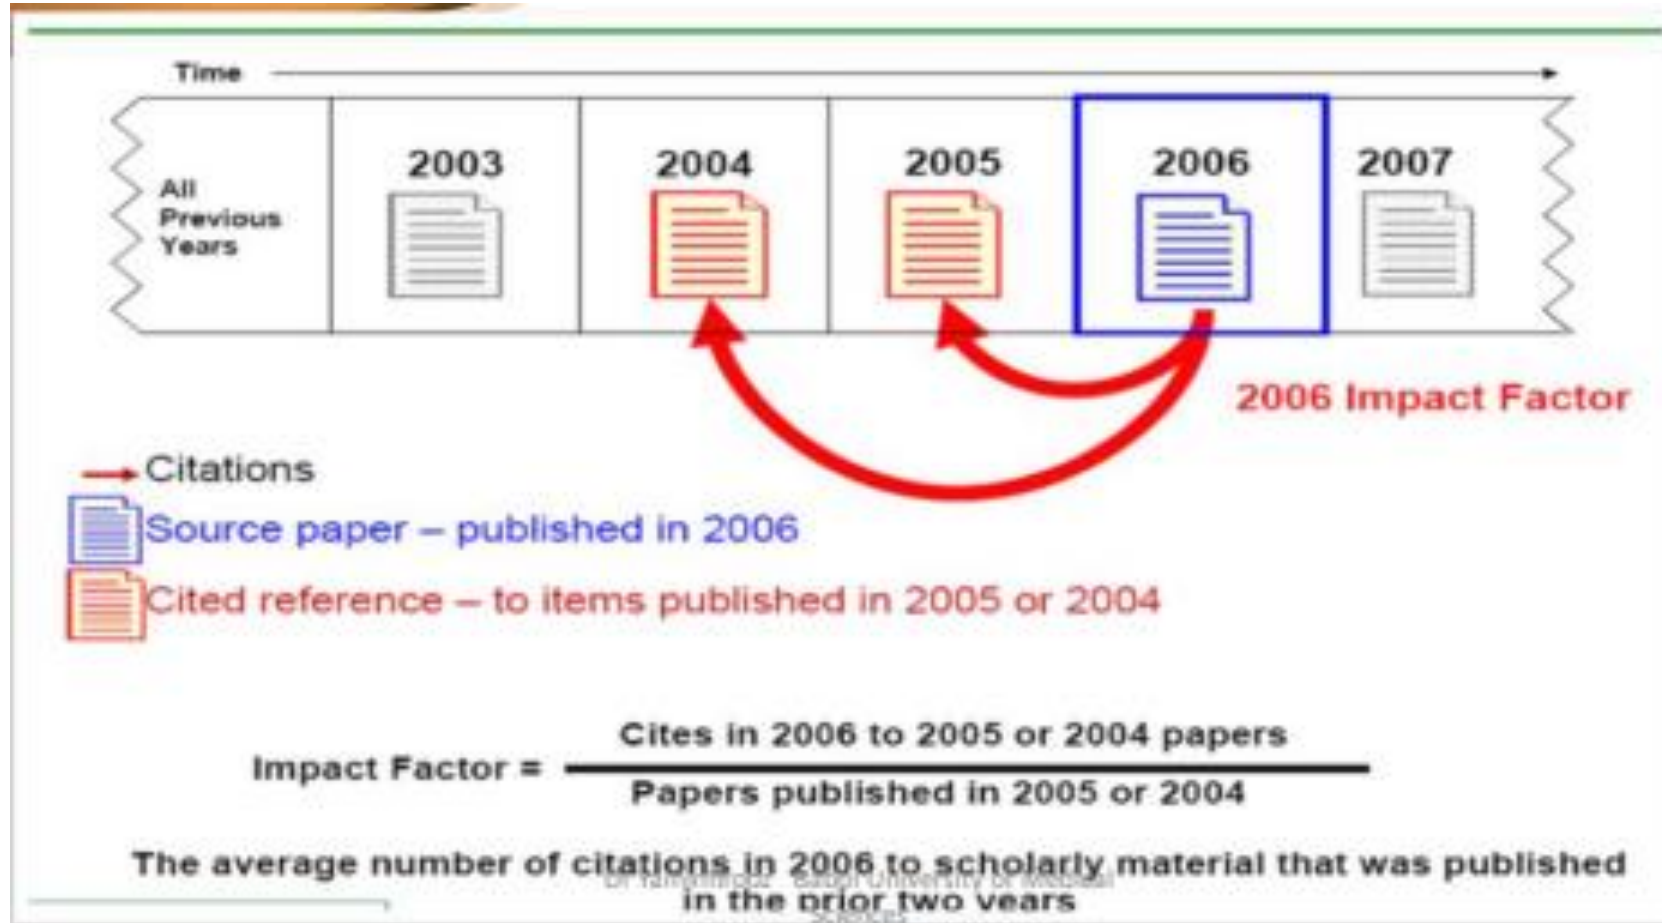 Time
2003
2004
2005
2006
2007
All
Previous
Years
2006 Impact Factor
Citations
Source paper – published in 2006
Cited reference – to items published in 2005 or 2004
Cites in 2006 to 2005 or 2004 papers
Impact Factor =
Papers published in 2005 or 2004
The average number of citations in 2006 to scholarly material that was published
University of
in the prior two years
Sciences